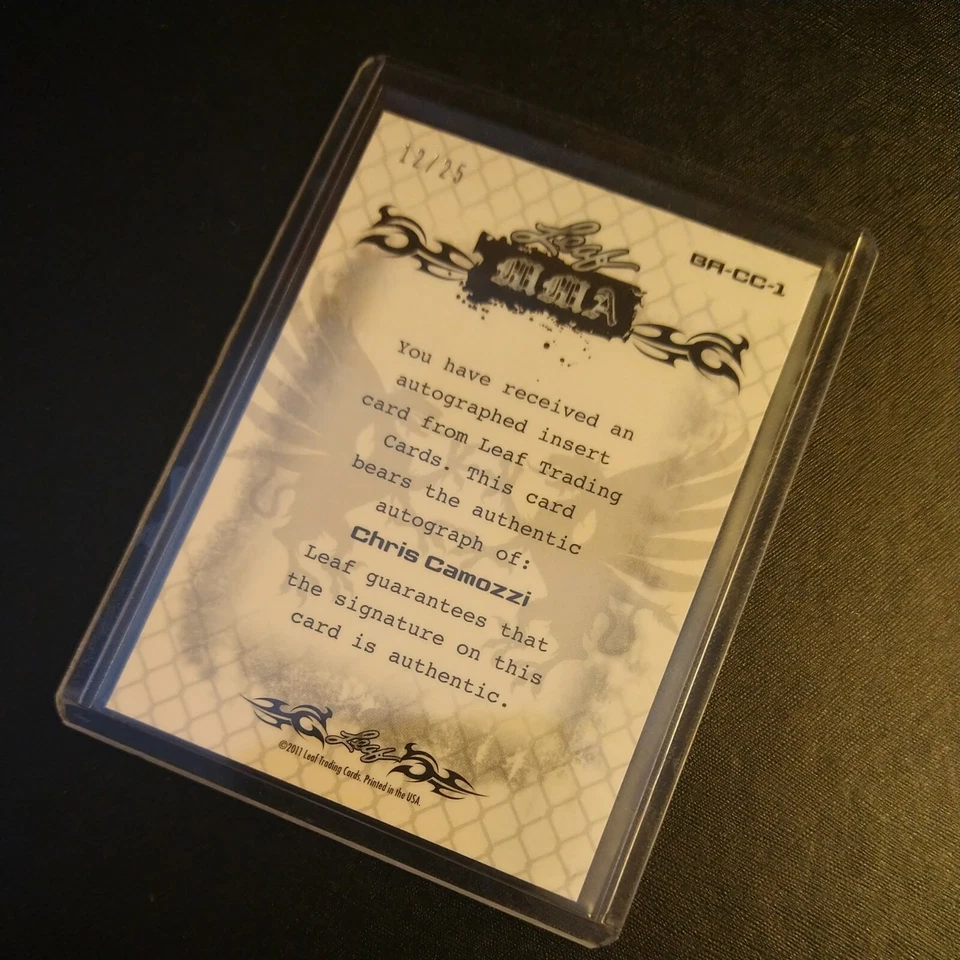 12/25
Leaf
MMA
BA-CC-1
You have received an
autographed insert
card from Leaf Trading
Cards. This card
bears the authentic
autograph of:
Chris Camozzi
Leaf guarantees that
the signature on this
card is authentic.
Leaf
©2011 Leaf Trading Cards. Printed in the USA.